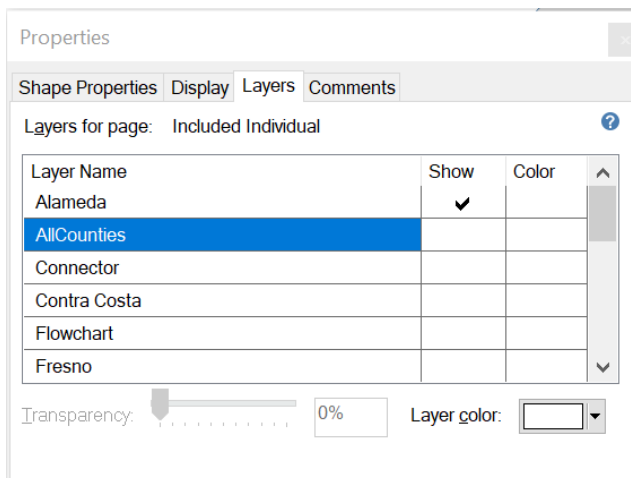 Properties
Shape Properties Display Layers Comments
Layers for page: Included Individual
Layer Name Show Color
Alameda
AllCounties
Connector
Contra Costa
Flowchart
Fresno
Transparency: 0% Layer color: